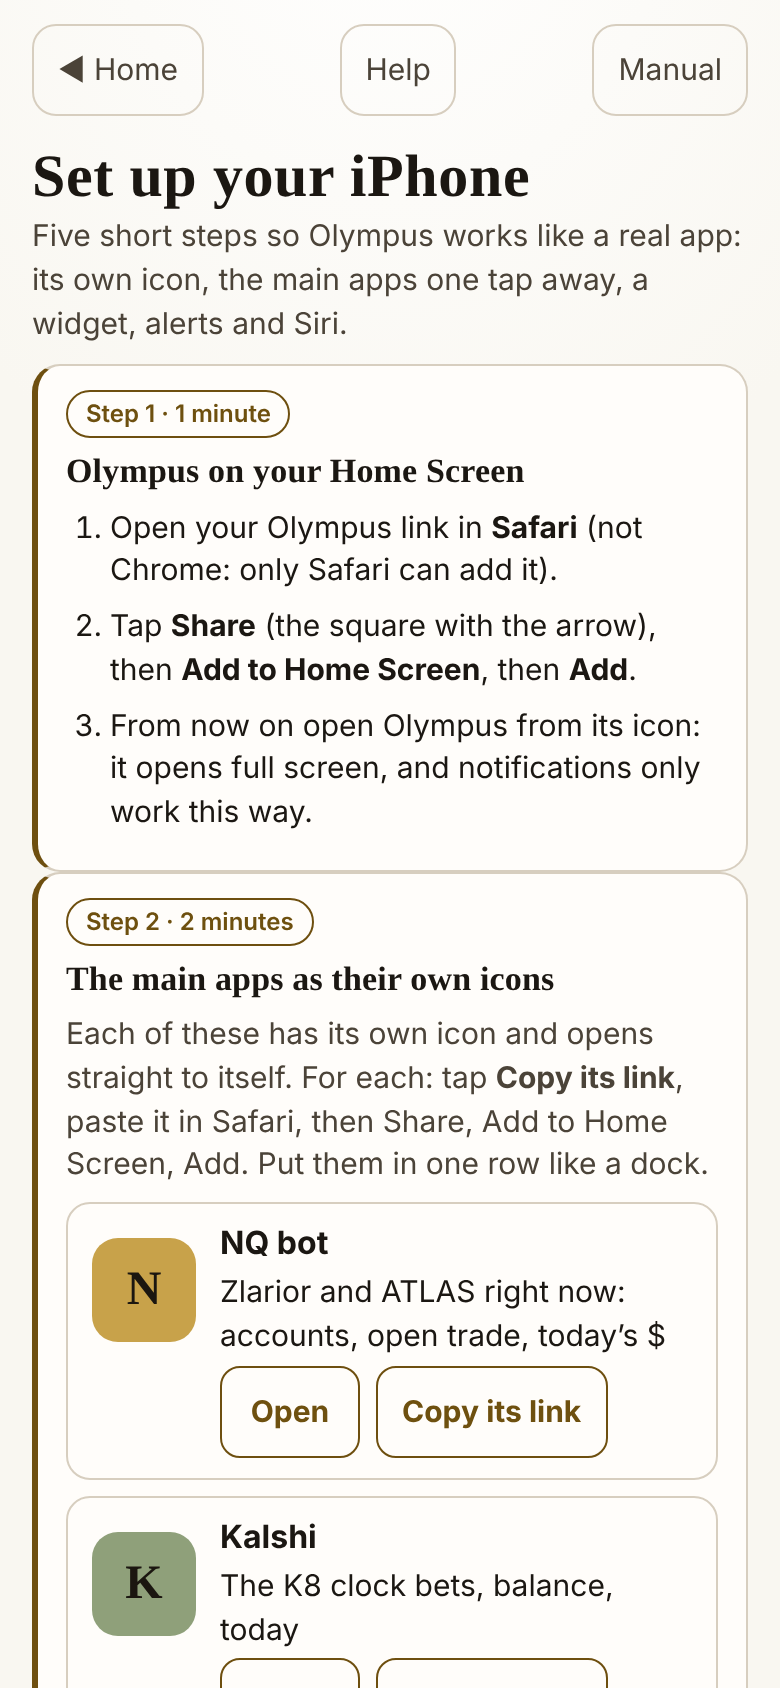 ◀ Home
Help
Manual
Set up your iPhone
Five short steps so Olympus works like a real app:
its own icon, the main apps one tap away, a
widget, alerts and Siri.
Step 1 · 1 minute
Olympus on your Home Screen
1. Open your Olympus link in Safari (not
Chrome: only Safari can add it).
2. Tap Share (the square with the arrow),
then Add to Home Screen, then Add.
3. From now on open Olympus from its icon:
it opens full screen, and notifications only
work this way.
Step 2 · 2 minutes
The main apps as their own icons
Each of these has its own icon and opens
straight to itself. For each: tap Copy its link,
paste it in Safari, then Share, Add to Home
Screen, Add. Put them in one row like a dock.
N
NQ bot
Zlarior and ATLAS right now:
accounts, open trade, today’s $
Open
Copy its link
K
Kalshi
The K8 clock bets, balance,
today